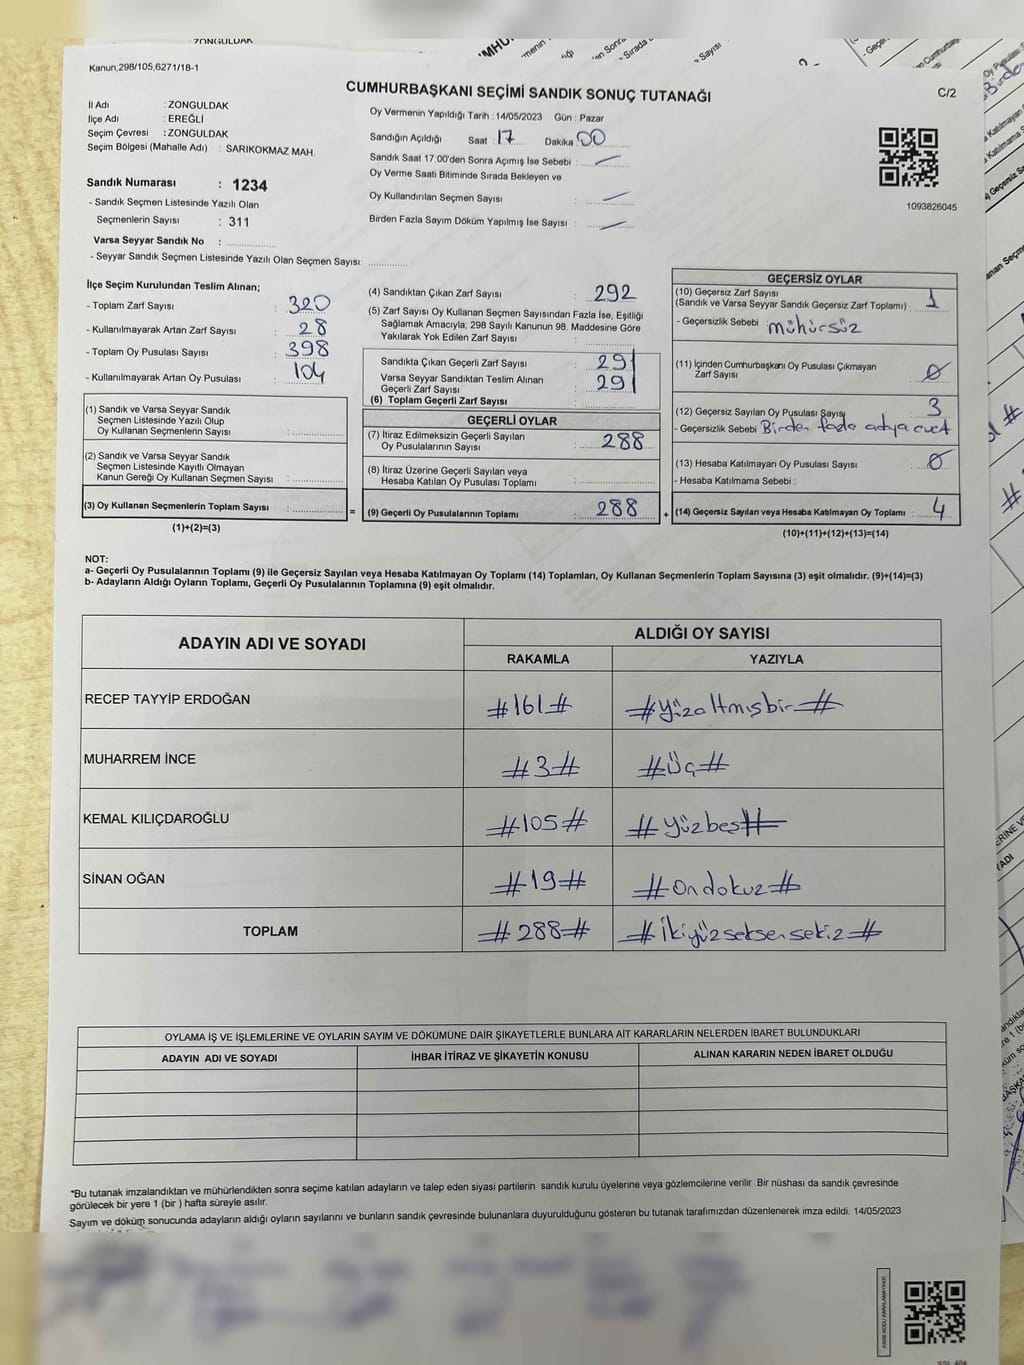 ZONGULDAK
Kanun;298/105,6271/18-1
CUMHURBAŞKANI SEÇİMİ SANDIK SONUÇ TUTANAĞI
C/2
İl Adı : ZONGULDAK
İlçe Adı : EREĞLİ
Seçim Çevresi : ZONGULDAK
Seçim Bölgesi (Mahalle Adı) : SARIKOKMAZ MAH.
Sandık Numarası : 1234
- Sandık Seçmen Listesinde Yazılı Olan
Seçmenlerin Sayısı : 311
Varsa Seyyar Sandık No :
- Seyyar Sandık Seçmen Listesinde Yazılı Olan Seçmen Sayısı:
Oy Vermenin Yapıldığı Tarih : 14/05/2023 Gün : Pazar
Sandığın Açıldığı Saat : 17 Dakika : 00
Sandık Saat 17.00'den Sonra Açımış İse Sebebi : —
Oy Verme Saati Bitiminde Sırada Bekleyen ve
Oy Kullandırılan Seçmen Sayısı : —
Birden Fazla Sayım Döküm Yapılmış İse Sayısı : —
1093826045
İlçe Seçim Kurulundan Teslim Alınan;
- Toplam Zarf Sayısı : 320
- Kullanılmayarak Artan Zarf Sayısı : 28
- Toplam Oy Pusulası Sayısı : 398
- Kullanılmayarak Artan Oy Pusulası : 104
(1) Sandık ve Varsa Seyyar Sandık
Seçmen Listesinde Yazılı Olup
Oy Kullanan Seçmenlerin Sayısı :
(2) Sandık ve Varsa Seyyar Sandık
Seçmen Listesinde Kayıtlı Olmayan
Kanun Gereği Oy Kullanan Seçmen Sayısı :
(3) Oy Kullanan Seçmenlerin Toplam Sayısı :
=
(1)+(2)=(3)
(4) Sandıktan Çıkan Zarf Sayısı : 292
(5) Zarf Sayısı Oy Kullanan Seçmen Sayısından Fazla İse, Eşitliği
Sağlamak Amacıyla; 298 Sayılı Kanunun 98. Maddesine Göre
Yakılarak Yok Edilen Zarf Sayısı :
Sandıkta Çıkan Geçerli Zarf Sayısı : 291
Varsa Seyyar Sandıktan Teslim Alınan
Geçerli Zarf Sayısı : 291
(6) Toplam Geçerli Zarf Sayısı :
GEÇERLİ OYLAR
(7) İtiraz Edilmeksizin Geçerli Sayılan
Oy Pusulalarının Sayısı : 288
(8) İtiraz Üzerine Geçerli Sayılan veya
Hesaba Katılan Oy Pusulası Toplamı :
(9) Geçerli Oy Pusulalarının Toplamı : 288
+
GEÇERSİZ OYLAR
(10) Geçersiz Zarf Sayısı
(Sandık ve Varsa Seyyar Sandık Geçersiz Zarf Toplamı) : 1
- Geçersizlik Sebebi : mühürsüz
(11) İçinden Cumhurbaşkanı Oy Pusulası Çıkmayan
Zarf Sayısı : 0
(12) Geçersiz Sayılan Oy Pusulası Sayısı : 3
- Geçersizlik Sebebi Birden fazla adya evet
(13) Hesaba Katılmayan Oy Pusulası Sayısı : 0
- Hesaba Katılmama Sebebi :
(14) Geçersiz Sayılan veya Hesaba Katılmayan Oy Toplamı : 4
(10)+(11)+(12)+(13)=(14)
NOT:
a- Geçerli Oy Pusulalarının Toplamı (9) ile Geçersiz Sayılan veya Hesaba Katılmayan Oy Toplamı (14) Toplamları, Oy Kullanan Seçmenlerin Toplam Sayısına (3) eşit olmalıdır. (9)+(14)=(3)
b- Adayların Aldığı Oyların Toplamı, Geçerli Oy Pusulalarının Toplamına (9) eşit olmalıdır.
ADAYIN ADI VE SOYADI
ALDIĞI OY SAYISI
RAKAMLA YAZIYLA
RECEP TAYYİP ERDOĞAN #161# #Yüzaltmışbir#
MUHARREM İNCE #3# #Üç#
KEMAL KILIÇDAROĞLU #105# #Yüzbeş#
SİNAN OĞAN #19# #Ondokuz#
TOPLAM #288# #İkiyüzseksensekiz#
OYLAMA İŞ VE İŞLEMLERİNE VE OYLARIN SAYIM VE DÖKÜMÜNE DAİR ŞİKAYETLERLE BUNLARA AİT KARARLARIN NELERDEN İBARET BULUNDUKLARI
ADAYIN ADI VE SOYADI İHBAR İTİRAZ VE ŞİKAYETİN KONUSU ALINAN KARARIN NEDEN İBARET OLDUĞU
*Bu tutanak imzalandıktan ve mühürlendikten sonra seçime katılan adayların ve talep eden siyasi partilerin sandık kurulu üyelerine veya gözlemcilerine verilir .Bir nüshası da sandık çevresinde
görülecek bir yere 1 (bir ) hafta süreyle asılır.
Sayım ve döküm sonucunda adayların aldığı oyların sayılarını ve bunların sandık çevresinde bulunanlara duyurulduğunu gösteren bu tutanak tarafımızdan düzenlenerek imza edildi. 14/05/2023